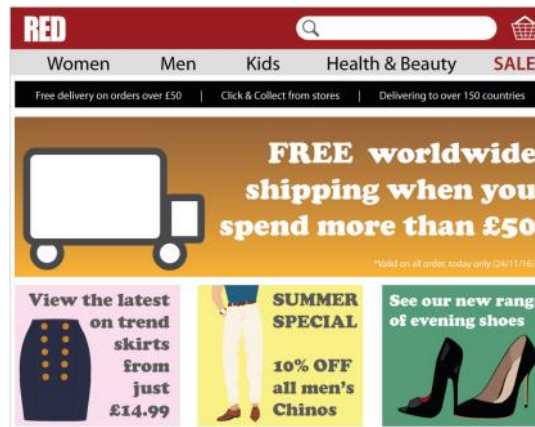 RED
Women Men Kids Health & Beauty SALE
Free delivery on orders over £50 | Click & Collect from stores | Delivering to over 150 countries
FREE worldwide
shipping when you
spend more than £50
*Valid on all order, today only (24/11/16)
View the latest
on trend
skirts
from
just
£14.99
SUMMER
SPECIAL
10% OFF
all men's
Chinos
See our new range
of evening shoes